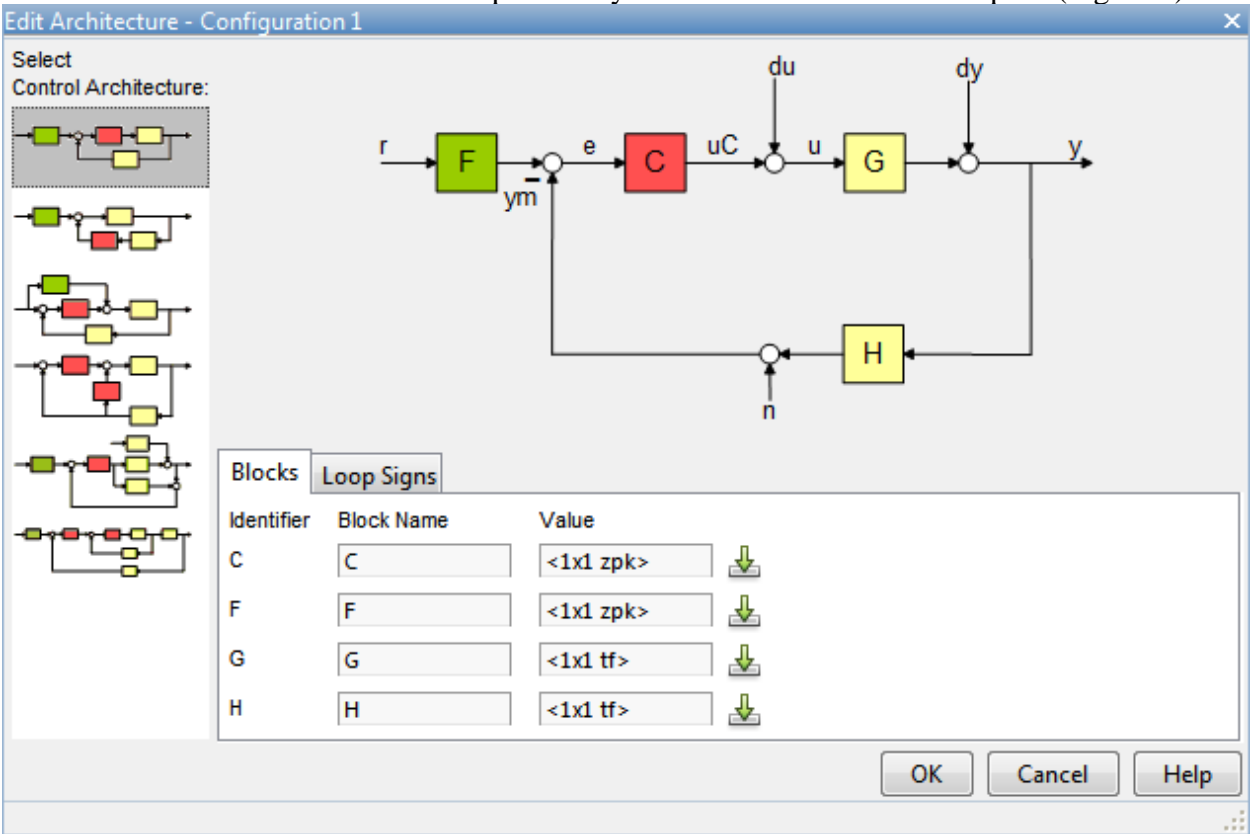 Edit Architecture - Configuration 1
Select
Control Architecture:
du
dy
r
F
e
C
uC
u
G
y
ym
H
n
Blocks
Loop Signs
Identifier Block Name Value
C C <1x1 zpk>
F F <1x1 zpk>
G G <1x1 tf>
H H <1x1 tf>
OK Cancel Help